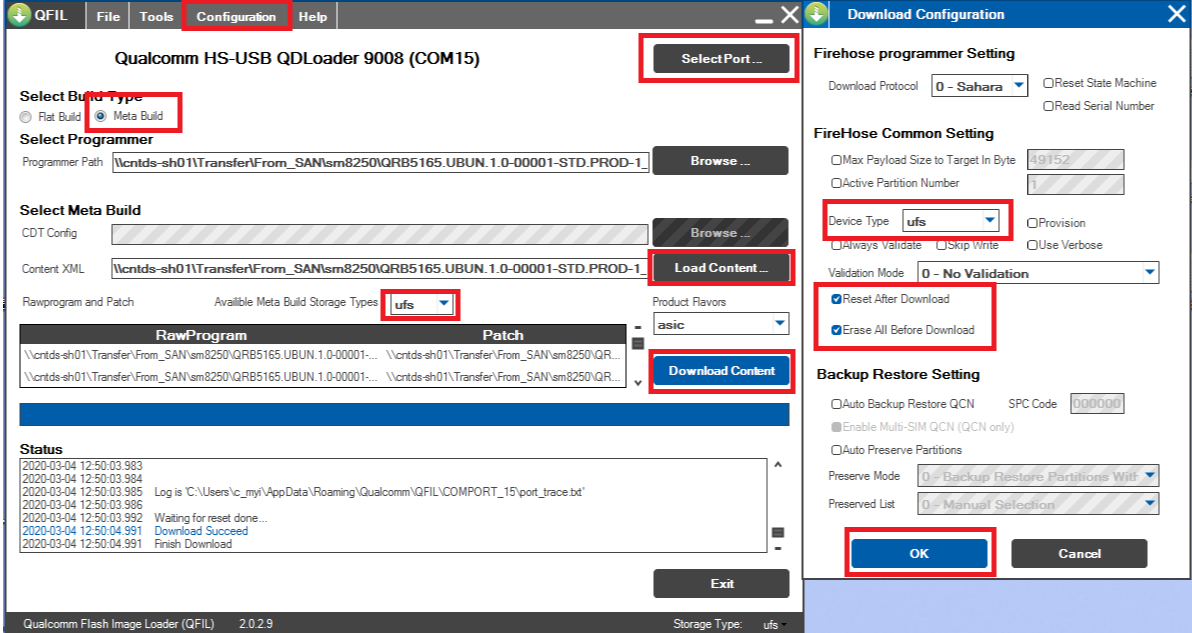 QFIL File Tools Configuration Help
Qualcomm HS-USB QDLoader 9008 (COM15)
Select Port ...
Select Build Type
Flat Build Meta Build
Select Programmer
Programmer Path \\cntds-sh01\Transfer\From_SAN\sm8250\QRB5165.UBUN.1.0-00001-STD.PROD-1_ Browse ...
Select Meta Build
CDT Config Browse ...
Content XML \\cntds-sh01\Transfer\From_SAN\sm8250\QRB5165.UBUN.1.0-00001-STD.PROD-1_ Load Content ...
Rawprogram and Patch Availible Meta Build Storage Types ufs Product Flavors
asic
RawProgram Patch
\\cntds-sh01\Transfer\From_SAN\sm8250\QRB5165.UBUN.1.0-00001-... \\cntds-sh01\Transfer\From_SAN\sm8250\QR...
\\cntds-sh01\Transfer\From_SAN\sm8250\QRB5165.UBUN.1.0-00001-... \\cntds-sh01\Transfer\From_SAN\sm8250\QR...
Download Content
Status
2020-03-04 12:50:03.983
2020-03-04 12:50:03.984
2020-03-04 12:50:03.985 Log is 'C:\Users\c_myi\AppData\Roaming\Qualcomm\QFIL\COMPORT_15\port_trace.txt'
2020-03-04 12:50:03.986
2020-03-04 12:50:03.992 Waiting for reset done...
2020-03-04 12:50:04.991 Download Succeed
2020-03-04 12:50:04.991 Finish Download
Exit
Qualcomm Flash Image Loader (QFIL) 2.0.2.9 Storage Type: ufs
Download Configuration
Firehose programmer Setting
Download Protocol 0 - Sahara Reset State Machine
Read Serial Number
FireHose Common Setting
Max Payload Size to Target In Byte 49152
Active Partition Number 1
Device Type ufs Provision
Always Validate Skip Write Use Verbose
Validation Mode 0 - No Validation
Reset After Download
Erase All Before Download
Backup Restore Setting
Auto Backup Restore QCN SPC Code 000000
Enable Multi-SIM QCN (QCN only)
Auto Preserve Partitions
Preserve Mode 0 - Backup Restore Partitions With
Preserved List 0 - Manual Selection
OK Cancel